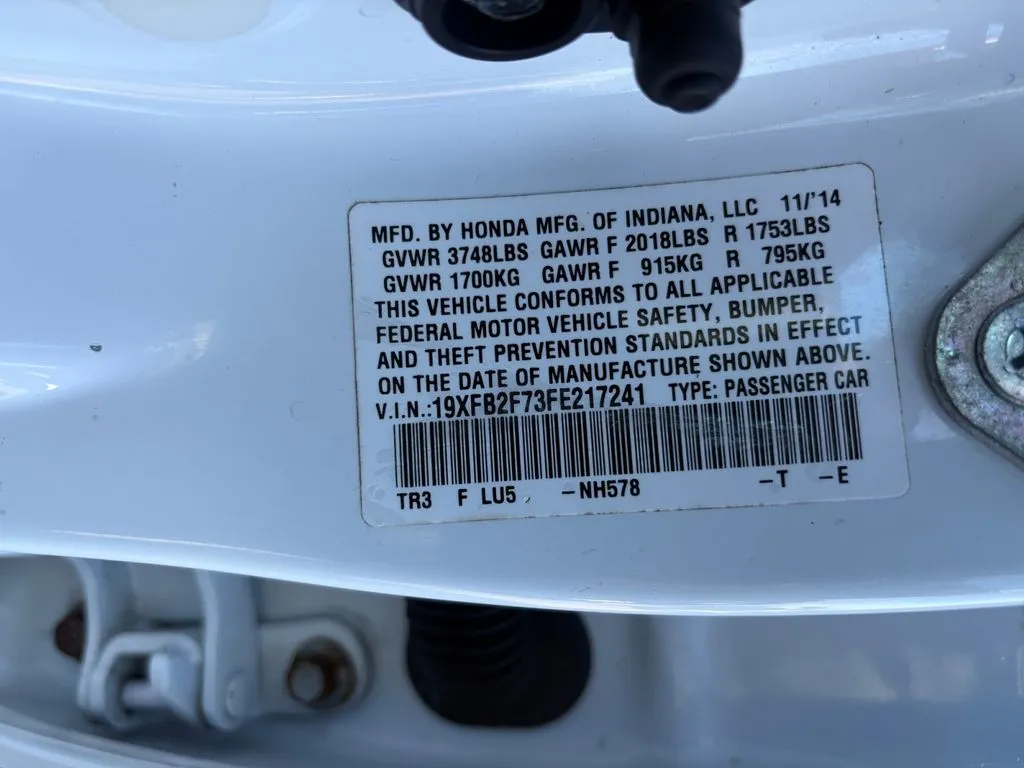 MFD. BY HONDA MFG. OF INDIANA, LLC 11/'14
GVWR 3748LBS GAWR F 2018LBS R 1753LBS
GVWR 1700KG GAWR F 915KG R 795KG
THIS VEHICLE CONFORMS TO ALL APPLICABLE
FEDERAL MOTOR VEHICLE SAFETY, BUMPER,
AND THEFT PREVENTION STANDARDS IN EFFECT
ON THE DATE OF MANUFACTURE SHOWN ABOVE.
V.I.N.:19XFB2F73FE217241 TYPE: PASSENGER CAR
TR3 F LU5 -NH578 -T -E